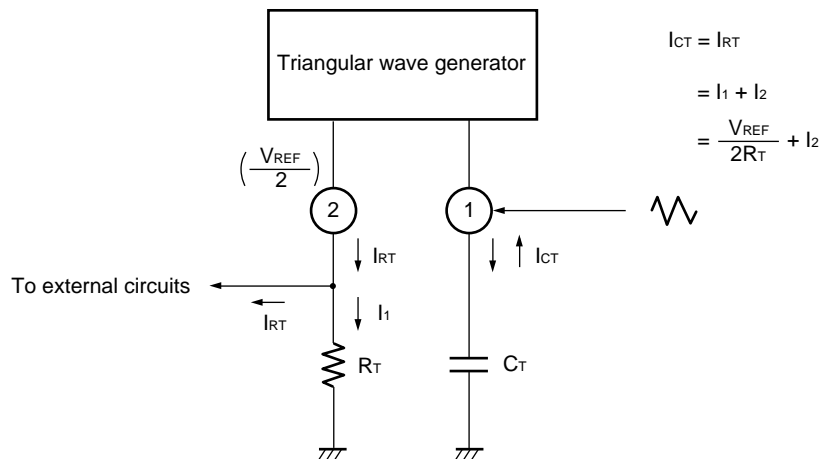 Triangular wave generator
ICT = IRT
= I1 + I2
= VREF / 2RT + I2
(VREF / 2)
2
1
IRT
ICT
To external circuits
IRT
I1
RT
CT